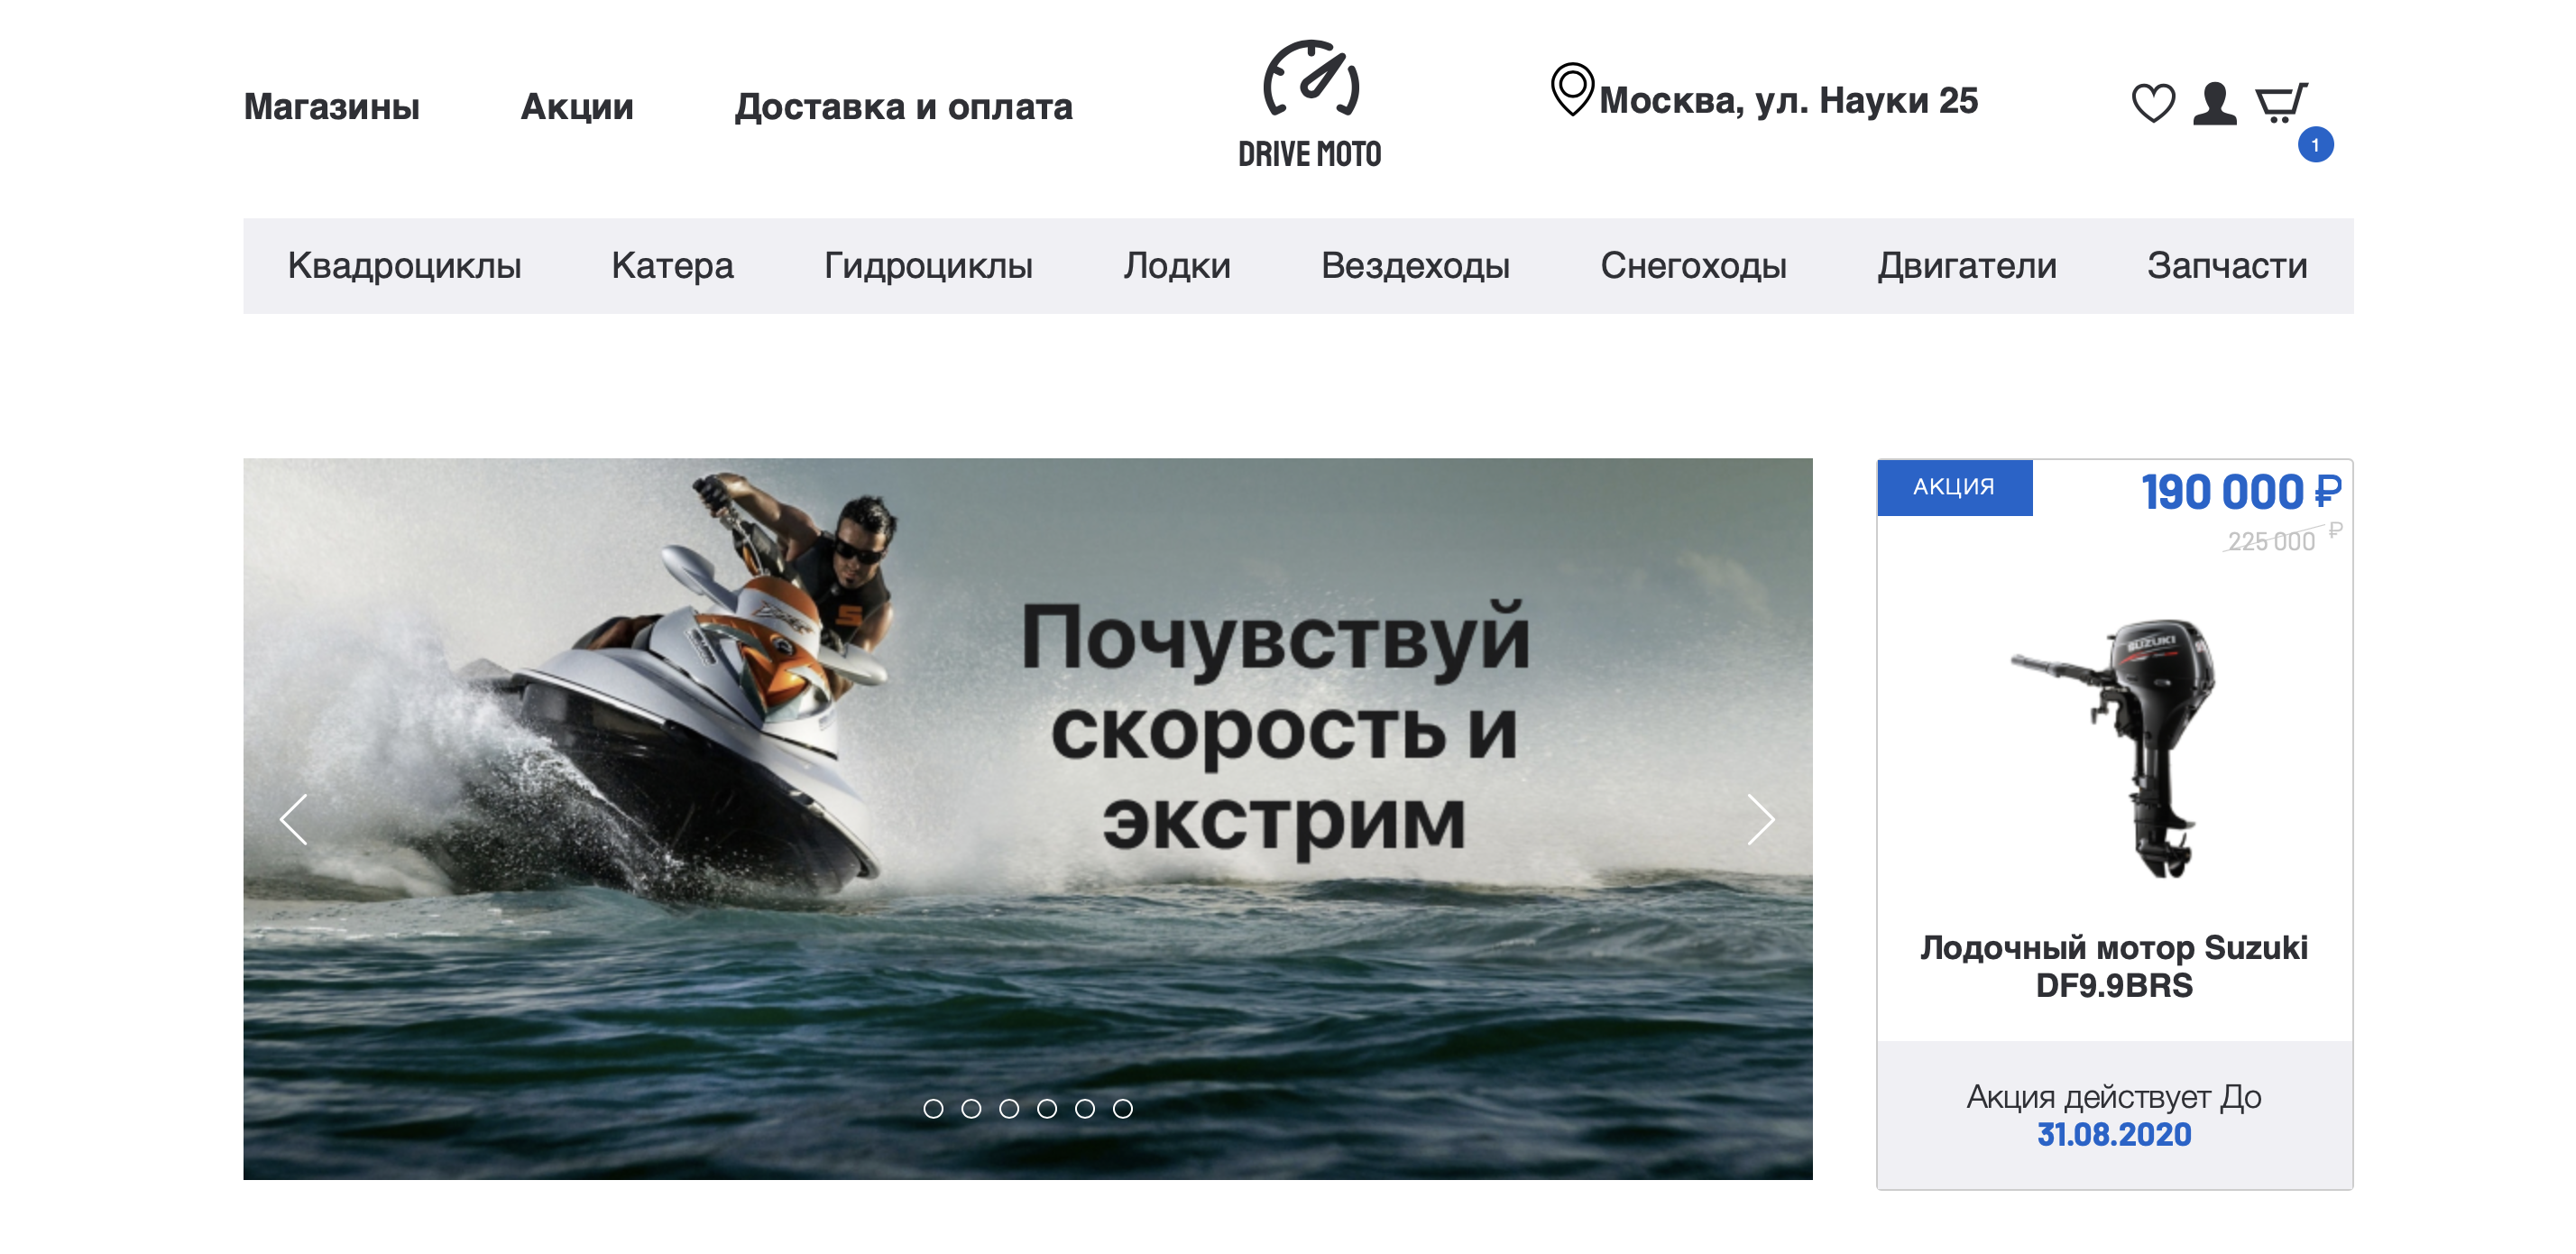 Магазины Акции Доставка и оплата
DRIVE MOTO
Москва, ул. Науки 25
1
Квадроциклы Катера Гидроциклы Лодки Вездеходы Снегоходы Двигатели Запчасти
Почувствуй
скорость и
экстрим
АКЦИЯ
190 000 ₽
225 000 ₽
SUZUKI
Лодочный мотор Suzuki
DF9.9BRS
Акция действует До
31.08.2020